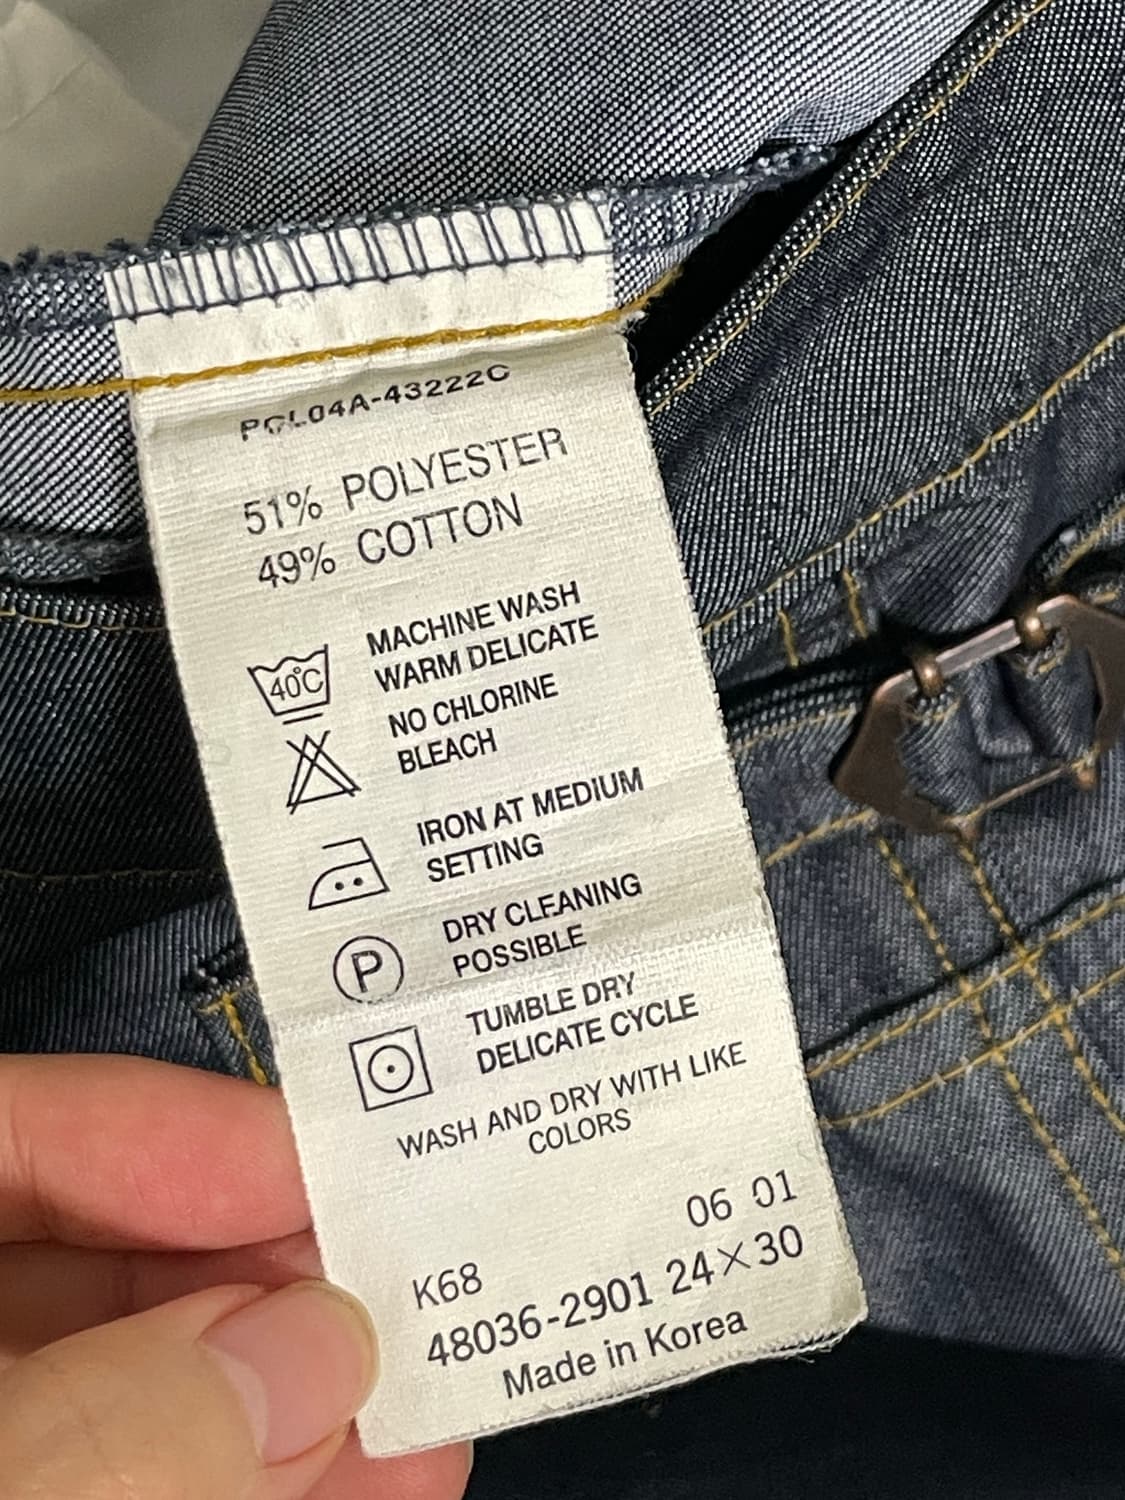 PCL04A-43222C
51% POLYESTER
49% COTTON
40°C
MACHINE WASH
WARM DELICATE
NO CHLORINE
BLEACH
IRON AT MEDIUM
SETTING
P
DRY CLEANING
POSSIBLE
TUMBLE DRY
DELICATE CYCLE
WASH AND DRY WITH LIKE
COLORS
06 01
K68
48036-2901 24×30
Made in Korea